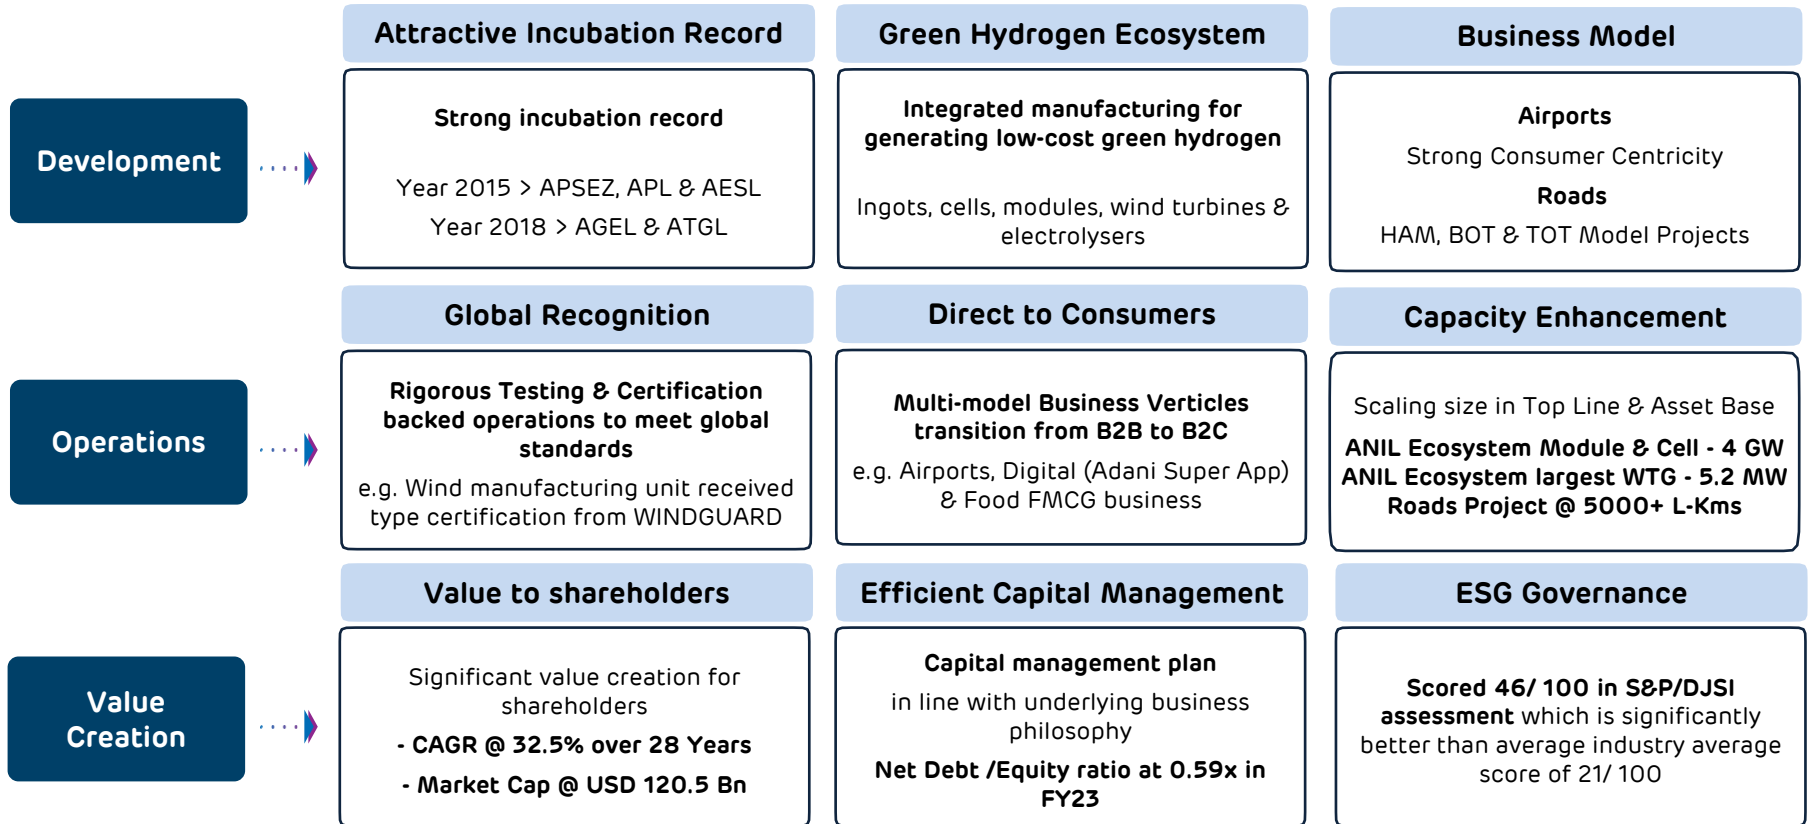 Attractive Incubation Record
Green Hydrogen Ecosystem
Business Model
Development
Strong incubation record
Year 2015 > APSEZ, APL & AESL
Year 2018 > AGEL & ATGL
Integrated manufacturing for
generating low-cost green hydrogen
Ingots, cells, modules, wind turbines &
electrolysers
Airports
Strong Consumer Centricity
Roads
HAM, BOT & TOT Model Projects
Global Recognition
Direct to Consumers
Capacity Enhancement
Operations
Rigorous Testing & Certification
backed operations to meet global
standards
e.g. Wind manufacturing unit received
type certification from WINDGUARD
Multi-model Business Verticles
transition from B2B to B2C
e.g. Airports, Digital (Adani Super App)
& Food FMCG business
Scaling size in Top Line & Asset Base
ANIL Ecosystem Module & Cell - 4 GW
ANIL Ecosystem largest WTG - 5.2 MW
Roads Project @ 5000+ L-Kms
Value to shareholders
Efficient Capital Management
ESG Governance
Value
Creation
Significant value creation for
shareholders
- CAGR @ 32.5% over 28 Years
- Market Cap @ USD 120.5 Bn
Capital management plan
in line with underlying business
philosophy
Net Debt /Equity ratio at 0.59x in
FY23
Scored 46/ 100 in S&P/DJSI
assessment which is significantly
better than average industry average
score of 21/ 100